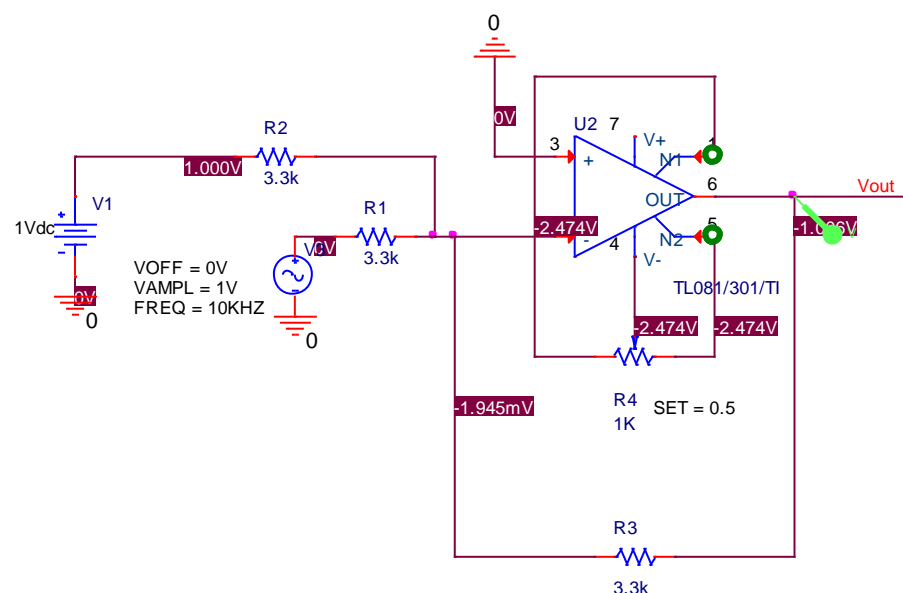 0
0V
U2
7
3
+
V+
N1
6
OUT
Vout
R2
1.000V
3.3k
V1
1Vdc
0V
0
R1
0V
3.3k
VOFF = 0V
VAMPL = 1V
FREQ = 10KHZ
0
-2.474V
-
4
N2
5
V-
TL081/301/TI
-2.474V
-2.474V
R4
1K
SET = 0.5
-1.945mV
R3
3.3k